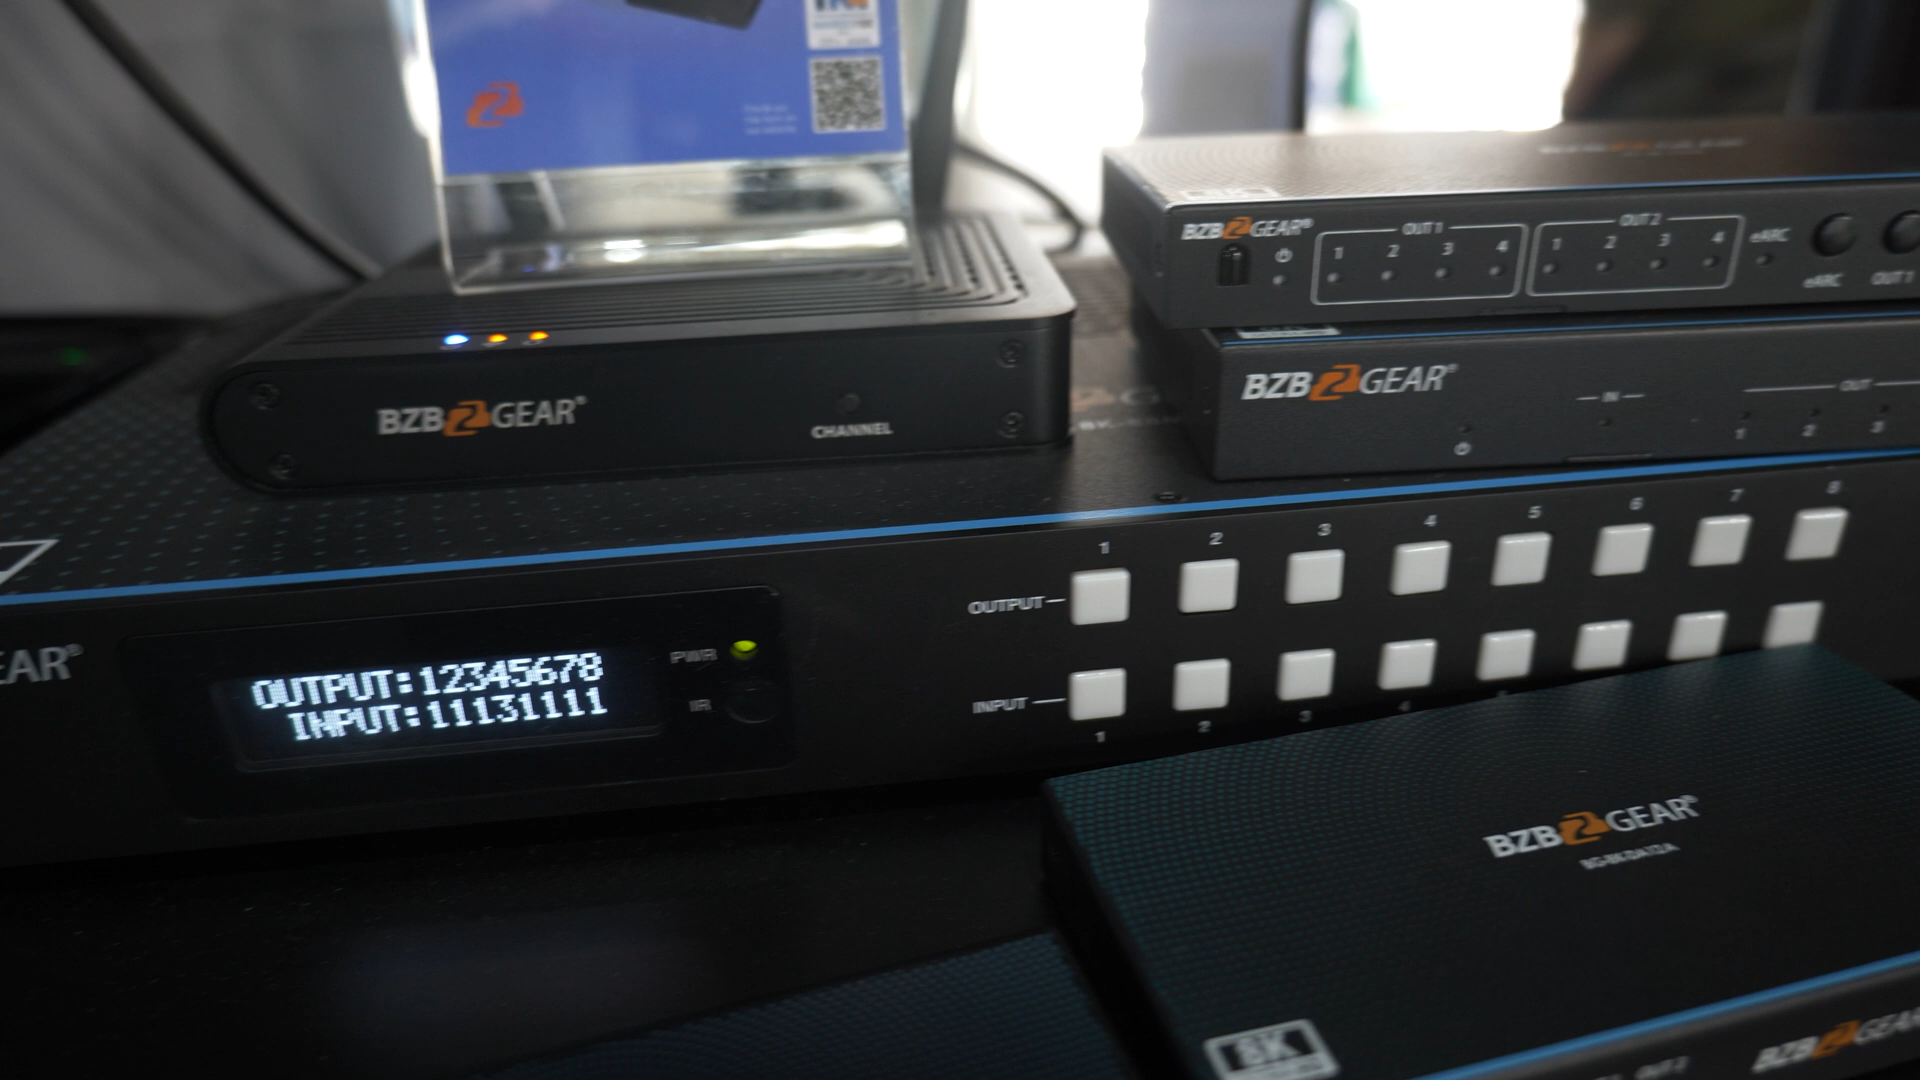 BZB GEAR®
OUT 1
1 2 3 4
OUT 2
1 2 3 4
eARC
eARC
OUT 1
BZB GEAR®
IN
OUT
1 2 3
BZB GEAR®
CHANNEL
EAR®
OUTPUT:12345678
INPUT:11131111
PWR
IR
1 2 3 4 5 6 7 8
OUTPUT
INPUT
1 2 3 4
BZB GEAR®
8K
OUT 2
BZB GEAR